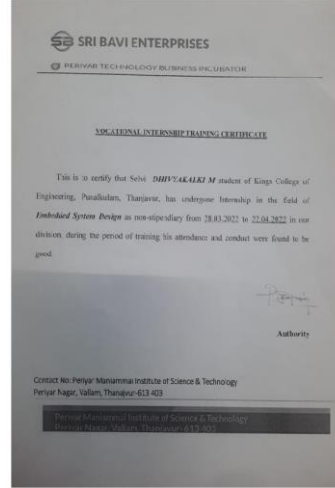 SRI BAVI ENTERPRISES
PERIYAR TECHNOLOGY BUSINESS INCUBATOR
VOCATIONAL INTERNSHIP TRAINING CERTIFICATE
This is to certify that Selvi DHIVYAKALKI M student of Kings College of
Engineering, Punalkulam, Thanjavur, has undergone Internship in the field of
Embedded System Design as non-stipendiary from 28.03.2022 to 22.04.2022 in our
division, during the period of training his attendance and conduct were found to be
good.
Authority
Contact No: Periyar Maniammai Institute of Science & Technology
Periyar Nagar, Vallam, Thanajvur-613 403
Periyar Maniammai Institute of Science & Technology
Periyar Nagar, Vallam, Thanjavur-613 403